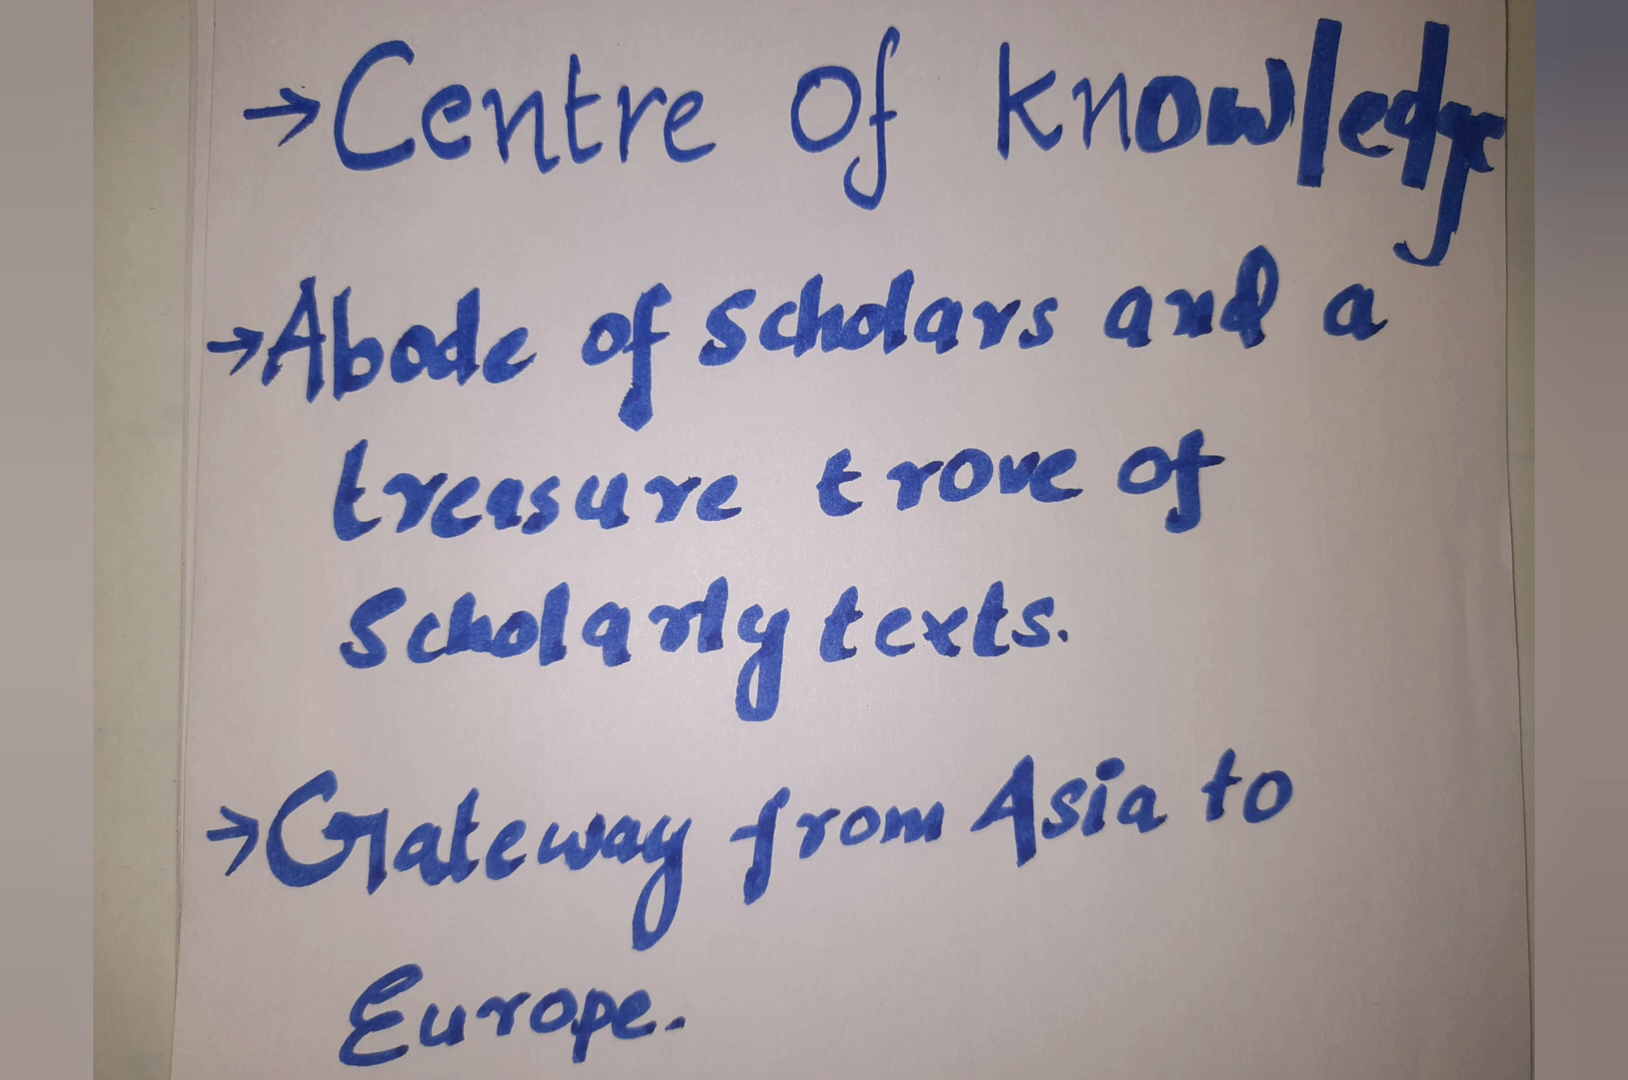 → Centre Of knowledge
→ Abode of scholars and a
treasure trove of
Scholarly texts.
→ Gateway from Asia to
Europe.